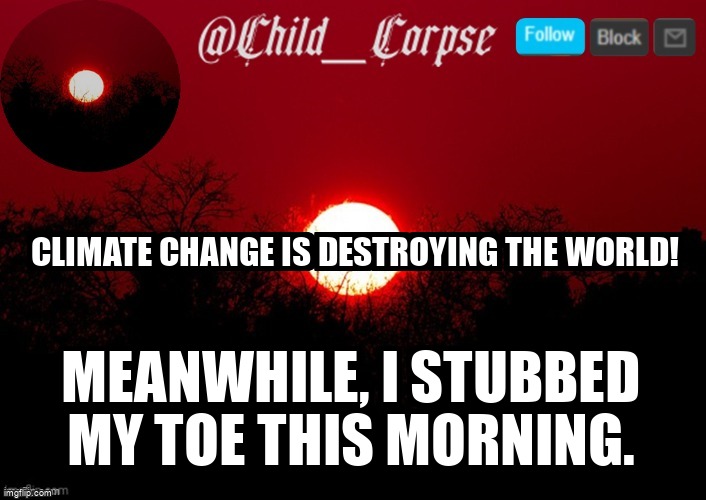 @Child_Corpse
Follow
Block
CLIMATE CHANGE IS DESTROYING THE WORLD!
MEANWHILE, I STUBBED
MY TOE THIS MORNING.
imgflip.com